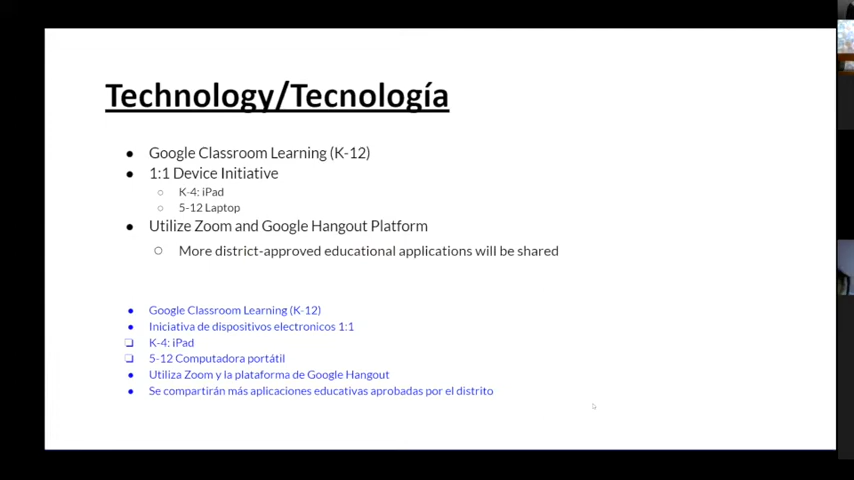 Technology/Tecnología
Google Classroom Learning (K-12)
1:1 Device Initiative
K-4: iPad
5-12 Laptop
Utilize Zoom and Google Hangout Platform
More district-approved educational applications will be shared
Google Classroom Learning (K-12)
Iniciativa de dispositivos electronicos 1:1
K-4: iPad
5-12 Computadora portátil
Utiliza Zoom y la plataforma de Google Hangout
Se compartirán más aplicaciones educativas aprobadas por el distrito